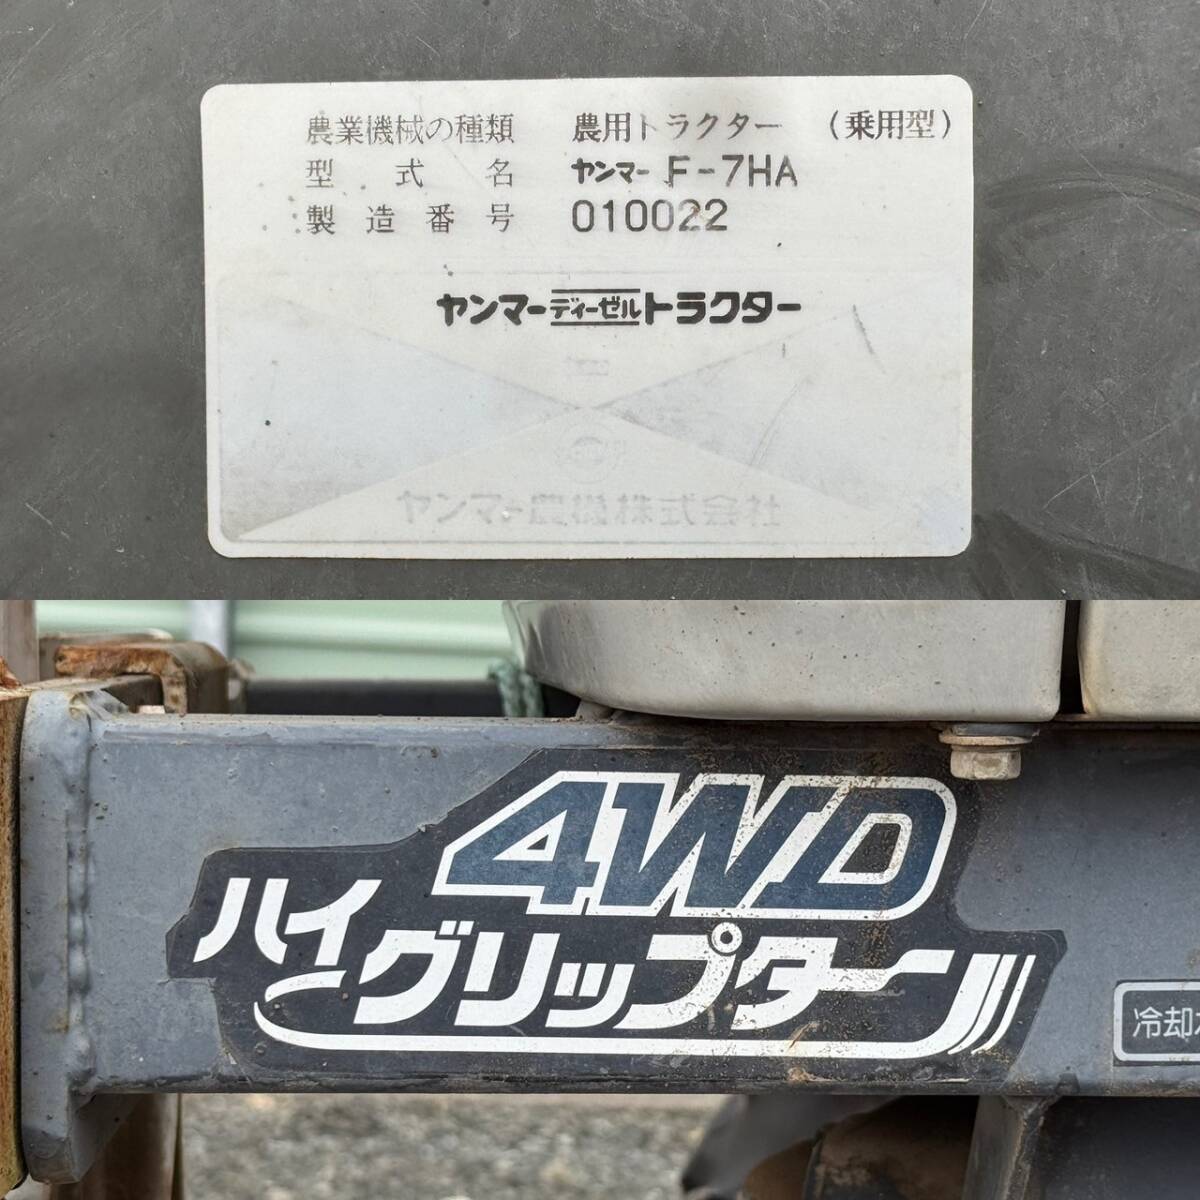 農業機械の種類 農用トラクター (乗用型)
型式名 ヤンマー F-7HA
製造番号 010022
ヤンマーディーゼルトラクター
ヤンマー農機株式会社
4WD
ハイグリップター
冷却